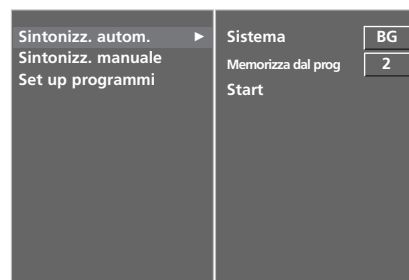 Sintonizz. autom. ►
Sintonizz. manuale
Set up programmi
Sistema BG
Memorizza dal prog 2
Start